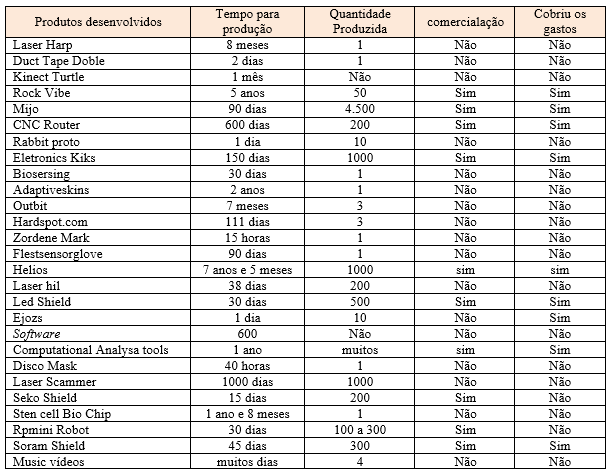 Produtos desenvolvidos Tempo para produção Quantidade Produzida comercialação Cobriu os gastos
Laser Harp 8 meses 1 Não Não
Duct Tape Doble 2 dias 1 Não Não
Kinect Turtle 1 mês Não Não Não
Rock Vibe 5 anos 50 Sim Sim
Mijo 90 dias 4.500 Sim Sim
CNC Router 600 dias 200 Sim Sim
Rabbit proto 1 dia 10 Não Não
Eletronics Kiks 150 dias 1000 Sim Sim
Biosersing 30 dias 1 Não Não
Adaptiveskins 2 anos 1 Não Não
Outbit 7 meses 3 Não Não
Hardspot.com 111 dias 3 Não Não
Zordene Mark 15 horas 1 Não Não
Flestsensorglove 90 dias 1 Não Não
Helios 7 anos e 5 meses 1000 sim sim
Laser hil 38 dias 200 Não Não
Led Shield 30 dias 500 Sim Sim
Ejozs 1 dia 10 Não Sim
Software 600 Não Não Não
Computational Analysa tools 1 ano muitos sim Sim
Disco Mask 40 horas 1 Não Não
Laser Scammer 1000 dias 1000 Não Não
Seko Shield 15 dias 200 Sim Não
Sten cell Bio Chip 1 ano e 8 meses 1 Não Não
Rpmini Robot 30 dias 100 a 300 Sim Não
Soram Shield 45 dias 300 Sim Sim
Music vídeos muitos dias 4 Não Não